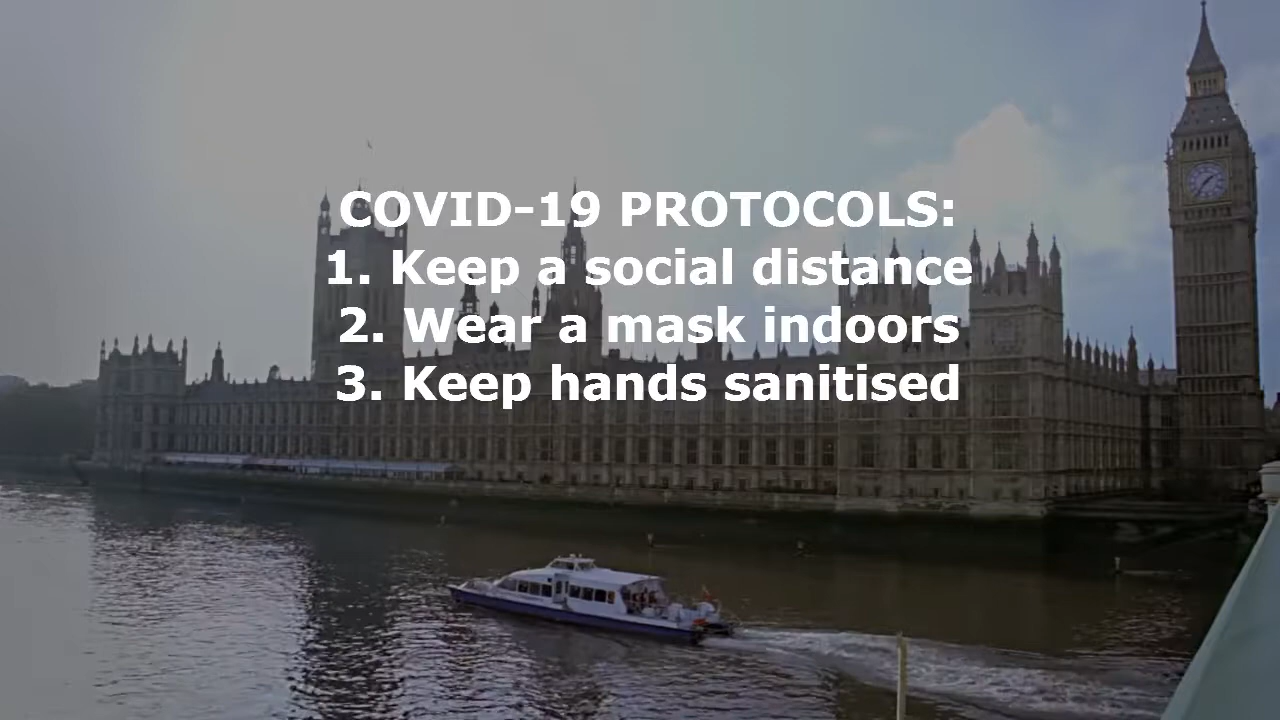 COVID-19 PROTOCOLS:
1. Keep a social distance
2. Wear a mask indoors
3. Keep hands sanitised